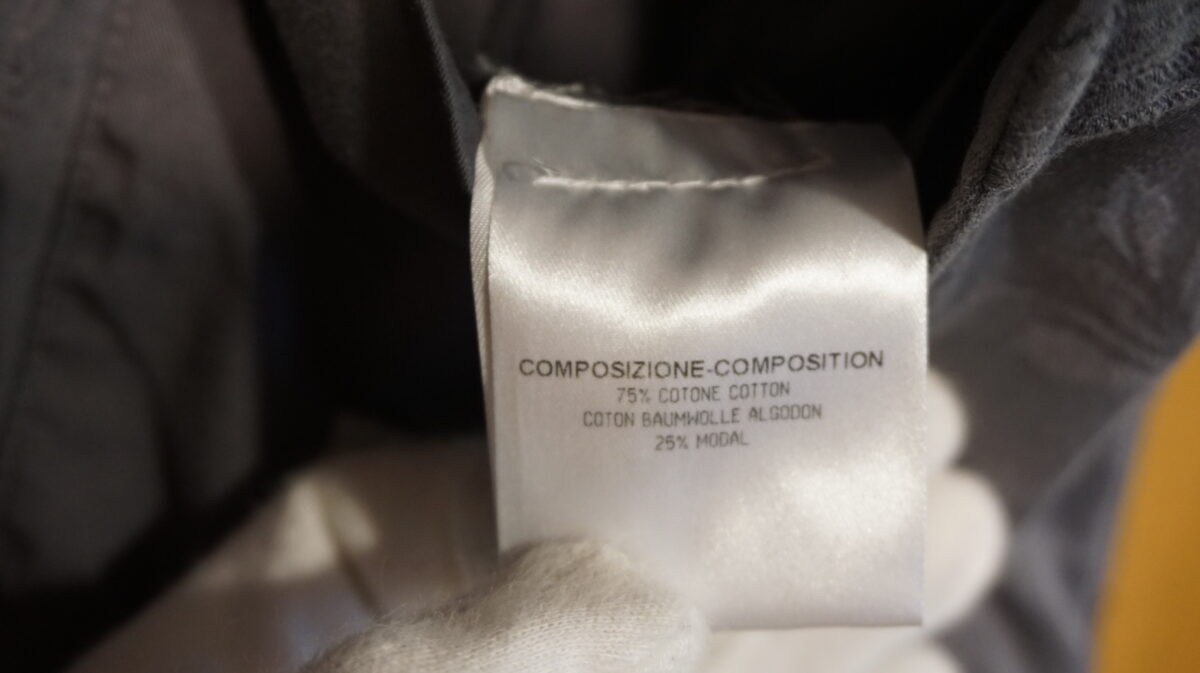 COMPOSIZIONE-COMPOSITION
75% COTONE COTTON
COTON BAUMWOLLE ALGODON
25% MODAL